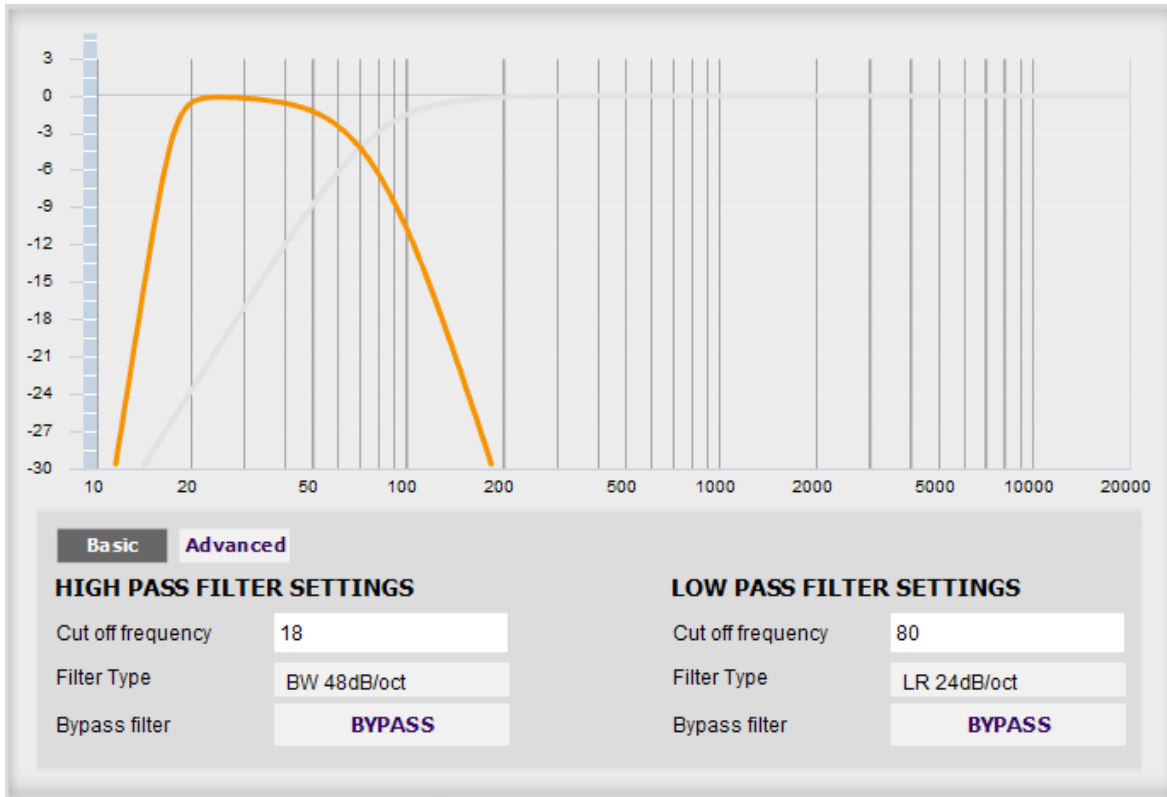 3
0
-3
-6
-9
-12
-15
-18
-21
-24
-27
-30
10 20 50 100 200 500 1000 2000 5000 10000 20000
Basic Advanced
HIGH PASS FILTER SETTINGS LOW PASS FILTER SETTINGS
Cut off frequency 18 Cut off frequency 80
Filter Type BW 48dB/oct Filter Type LR 24dB/oct
Bypass filter BYPASS Bypass filter BYPASS